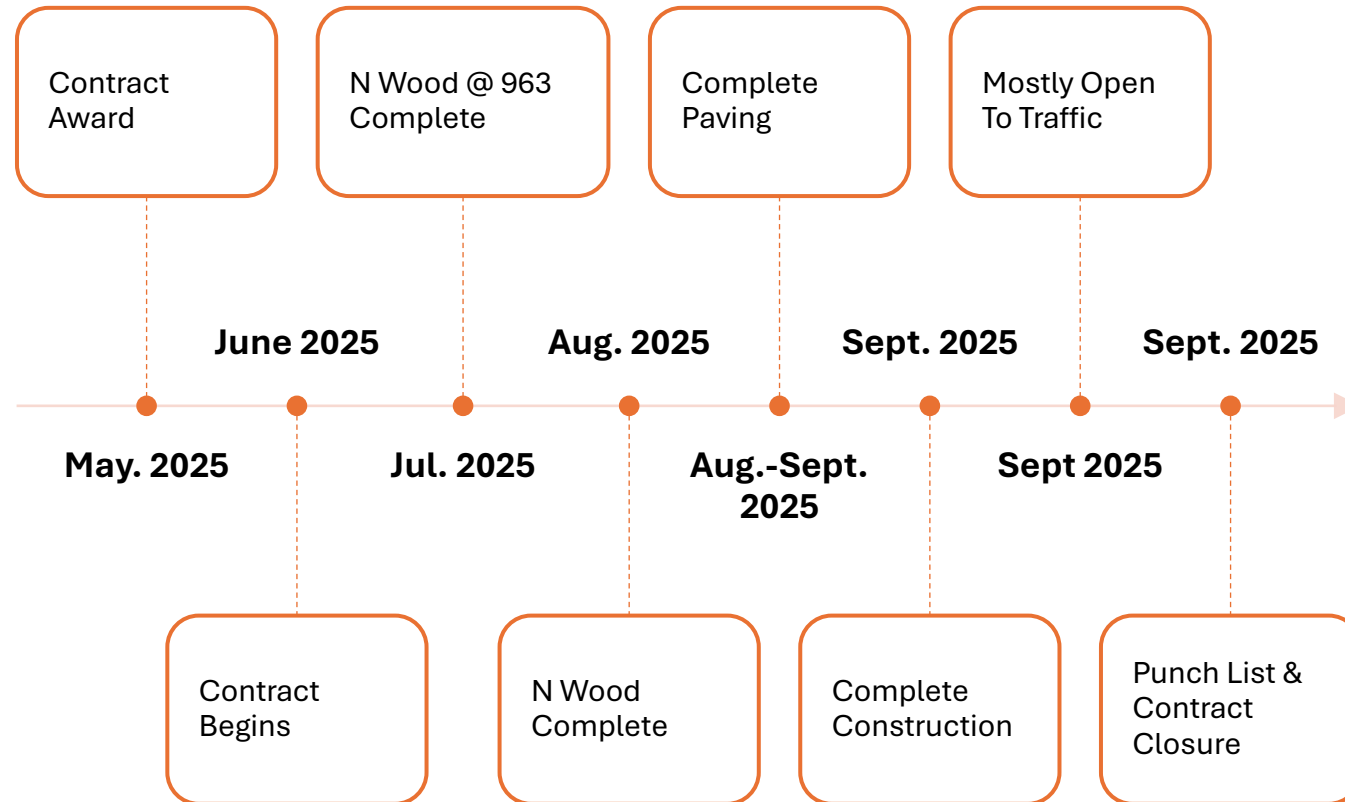 Contract
Award
N Wood @ 963
Complete
Complete
Paving
Mostly Open
To Traffic
June 2025
Aug. 2025
Sept. 2025
Sept. 2025
May. 2025
Jul. 2025
Aug.-Sept.
2025
Sept 2025
Contract
Begins
N Wood
Complete
Complete
Construction
Punch List &
Contract
Closure